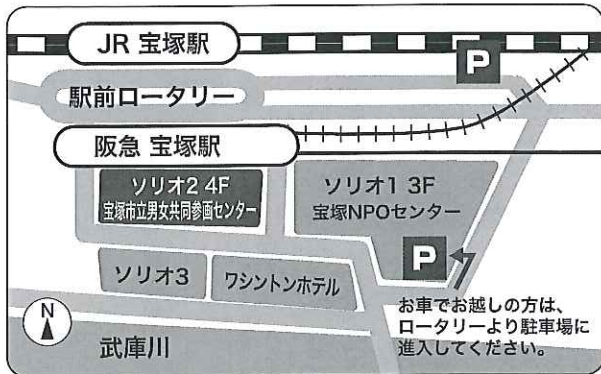 JR 宝塚駅
P
駅前ロータリー
阪急 宝塚駅
ソリオ2 4F
宝塚市立男女共同参画センター
ソリオ1 3F
宝塚NPOセンター
P
ソリオ3
ワシントンホテル
お車でお越しの方は、
ロータリーより駐車場に
進入してください。
N
武庫川